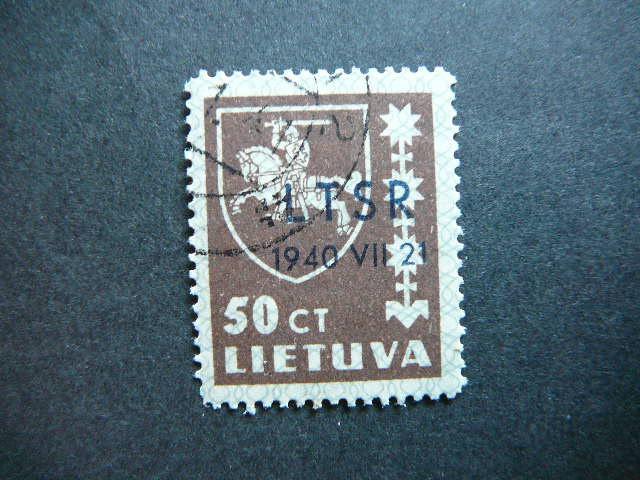 LTSR
1940 VII 21
50 CT
LIETUVA